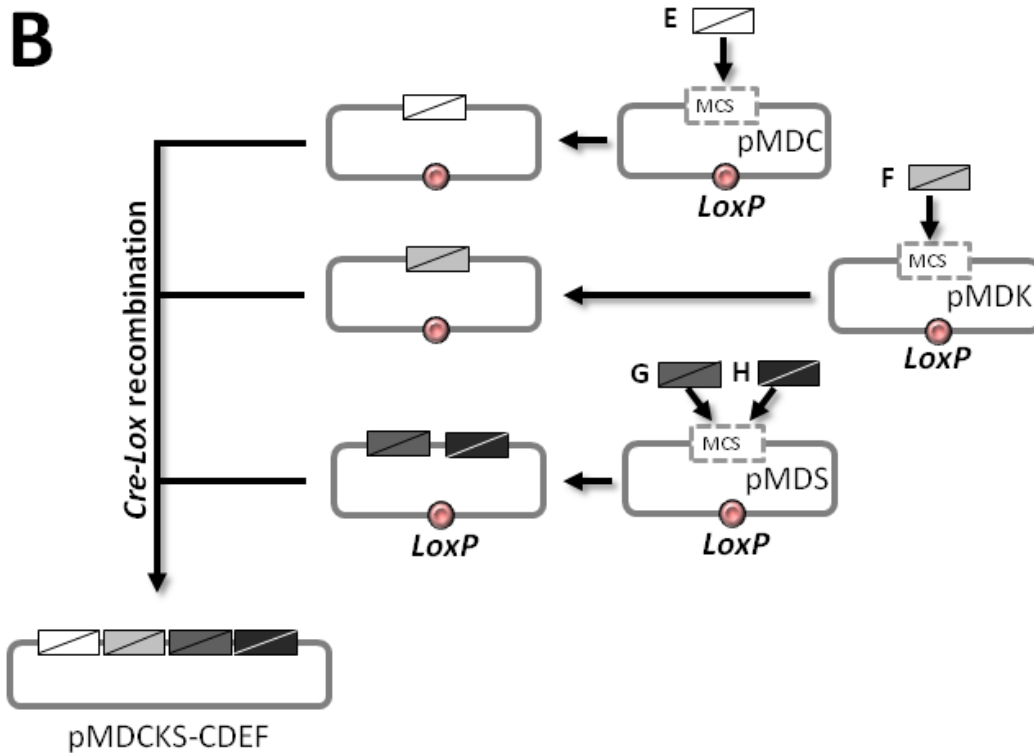 B
E
MCS
pMDC
LoxP
F
MCS
pMDK
LoxP
G H
MCS
pMDS
LoxP
LoxP
Cre-Lox recombination
pMDCKS-CDEF